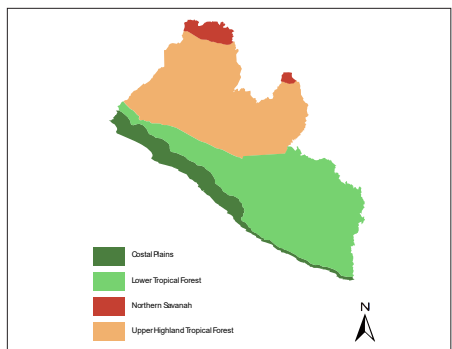 Costal Plains
Lower Tropical Forest
Northern Savanah
Upper Highland Tropical Forest
N